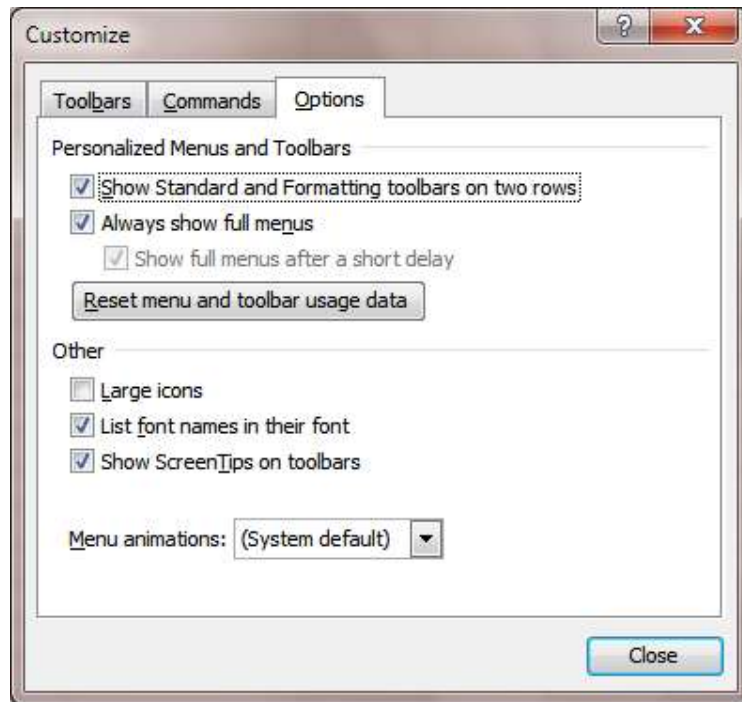 Customize
Toolbars Commands Options
Personalized Menus and Toolbars
Show Standard and Formatting toolbars on two rows
Always show full menus
Show full menus after a short delay
Reset menu and toolbar usage data
Other
Large icons
List font names in their font
Show ScreenTips on toolbars
Menu animations: (System default)
Close